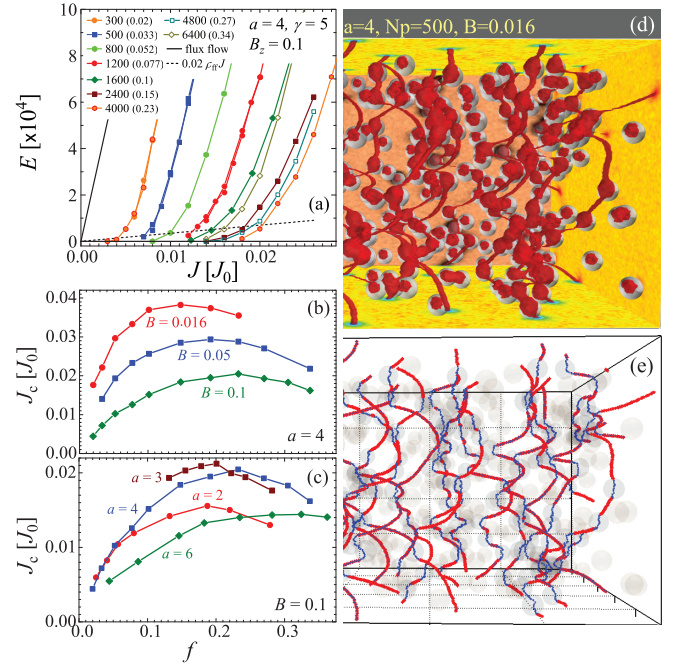 300 (0.02)
500 (0.033)
800 (0.052)
1200 (0.077)
1600 (0.1)
2400 (0.15)
4000 (0.23)
4800 (0.27)
6400 (0.34)
flux flow
0.02 ρ_ff J
a = 4, γ = 5
B_z = 0.1
E [x10⁴]
8
6
4
2
0
(a)
0.00
0.01
0.02
J [J₀]
J_c [J₀]
0.04
0.03
0.02
0.01
0.00
(b)
B = 0.016
B = 0.05
B = 0.1
a = 4
J_c [J₀]
0.02
0.01
0.00
(c)
a = 3
a = 4
a = 2
a = 6
B = 0.1
0.0
0.1
0.2
0.3
f
a=4, Np=500, B=0.016
(d)
(e)